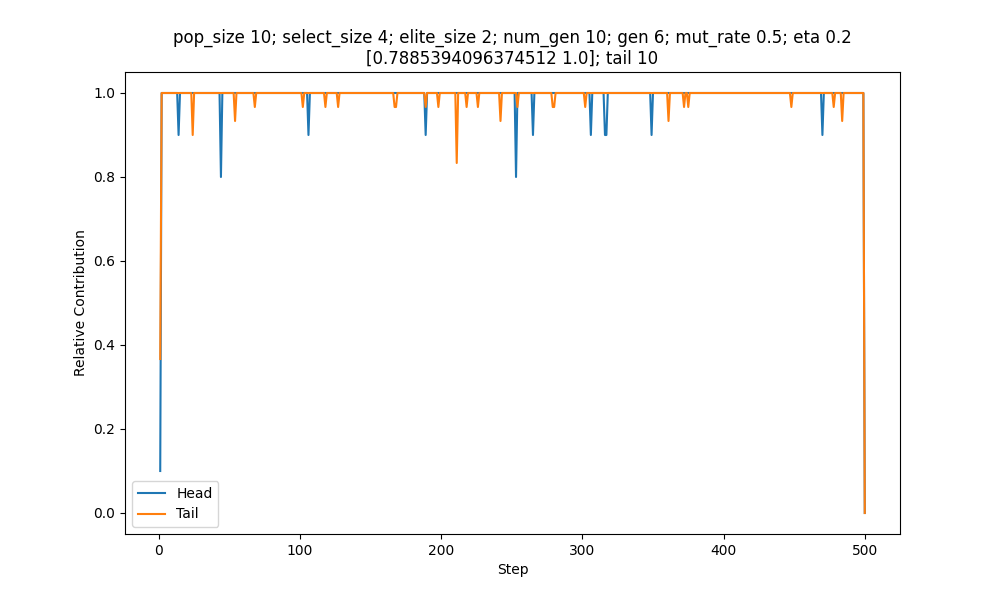 pop_size 10; select_size 4; elite_size 2; num_gen 10; gen 6; mut_rate 0.5; eta 0.2
[0.7885394096374512 1.0]; tail 10
1.0
0.8
0.6
0.4
0.2
0.0
Relative Contribution
Head
Tail
0
100
200
300
400
500
Step